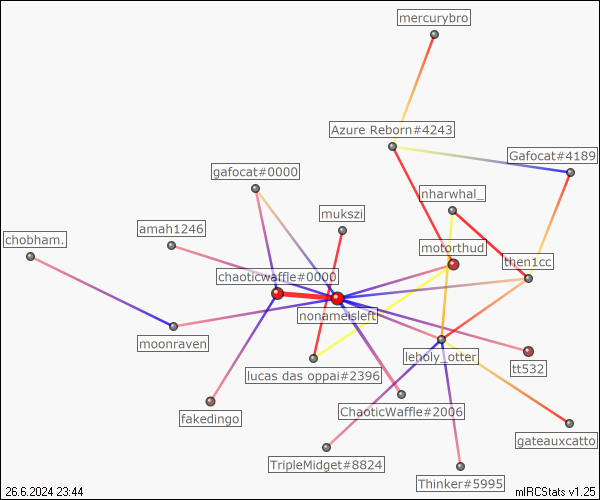 mercurybro
Azure Reborn#4243
Gafocat#4189
gafocat#0000
nharwhal_
mukszi
amah1246
chobham.
motorthud
then1cc
chaoticwaffle#0000
nonameisleft
moonraven
leholy_otter
tt532
lucas das oppai#2396
ChaoticWaffle#2006
fakedingo
gateauxcatto
TripleMidget#8824
Thinker#5995
26.6.2024 23:44
mIRCStats v1.25